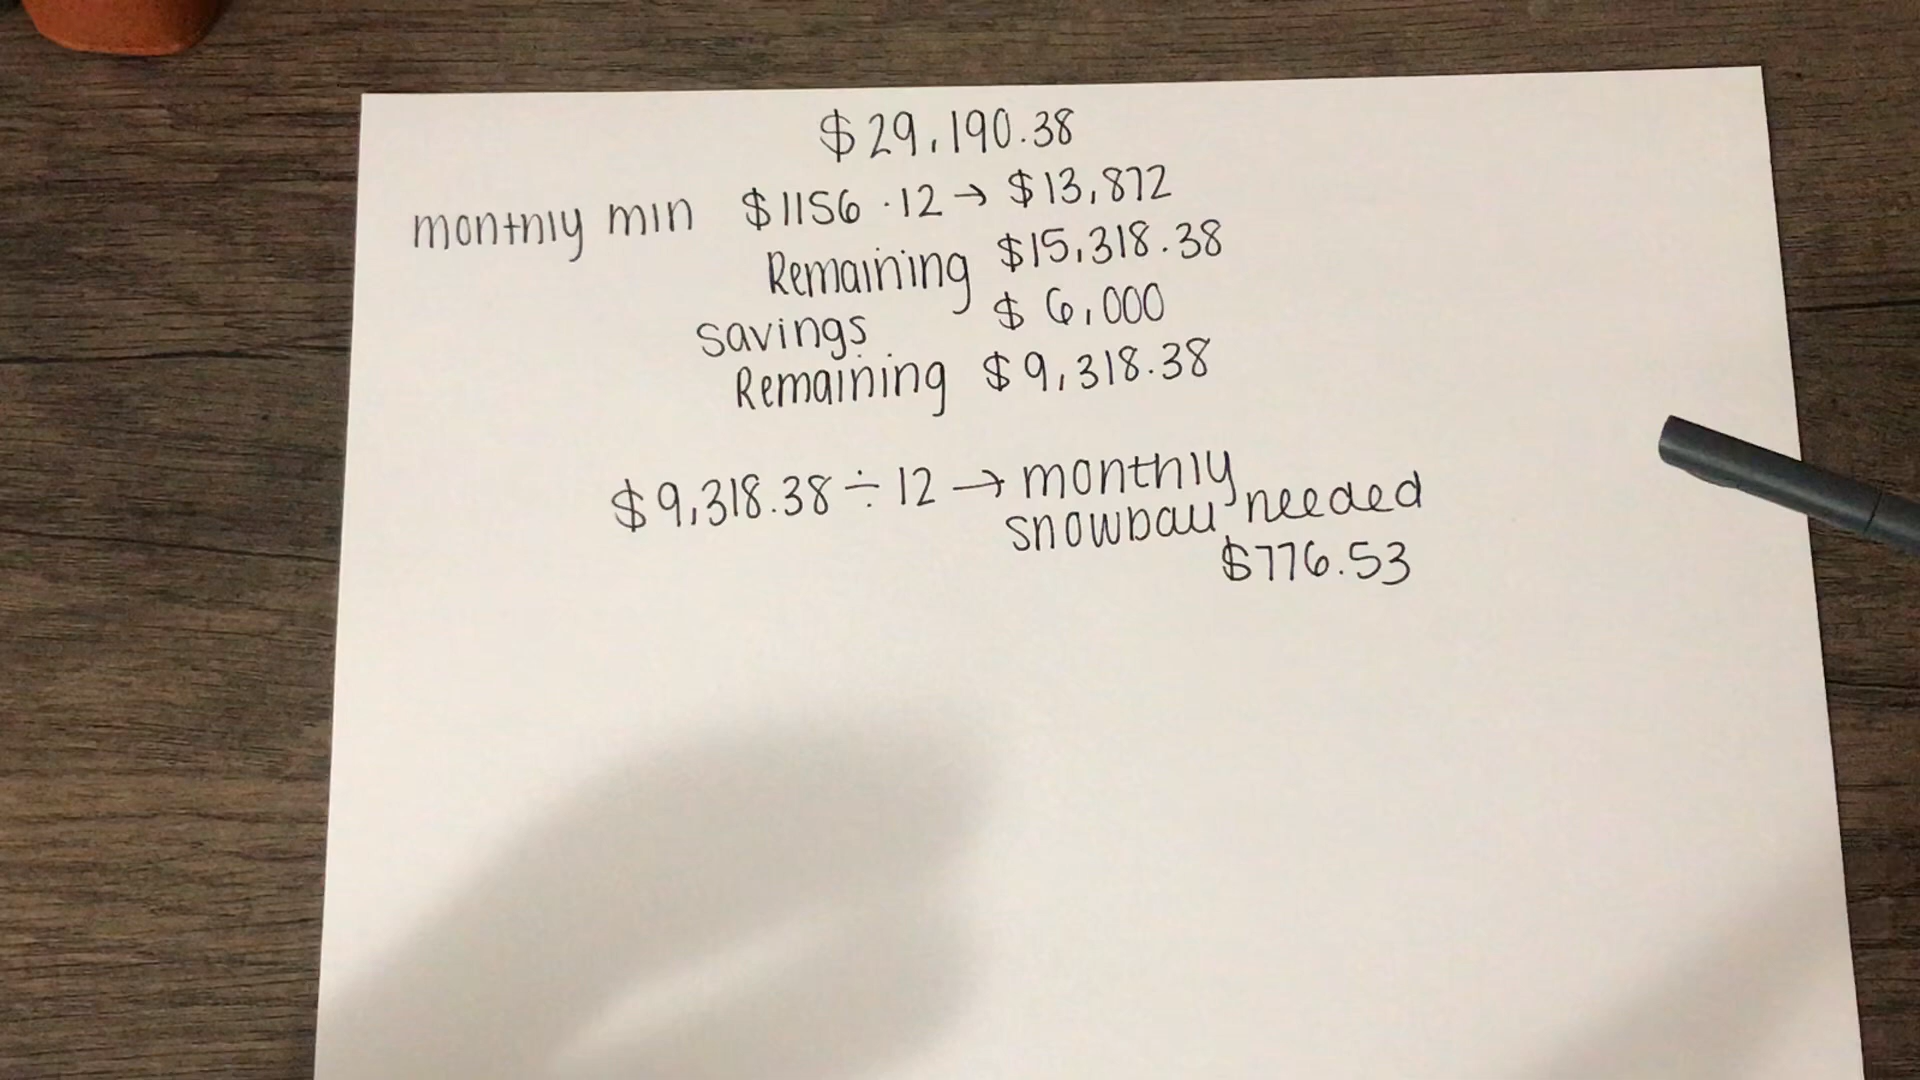 $29,190.38
monthly min $1156 · 12 → $13,872
Remaining $15,318.38
savings $6,000
Remaining $9,318.38
$9,318.38 ÷ 12 → monthly
snowball needed
$776.53